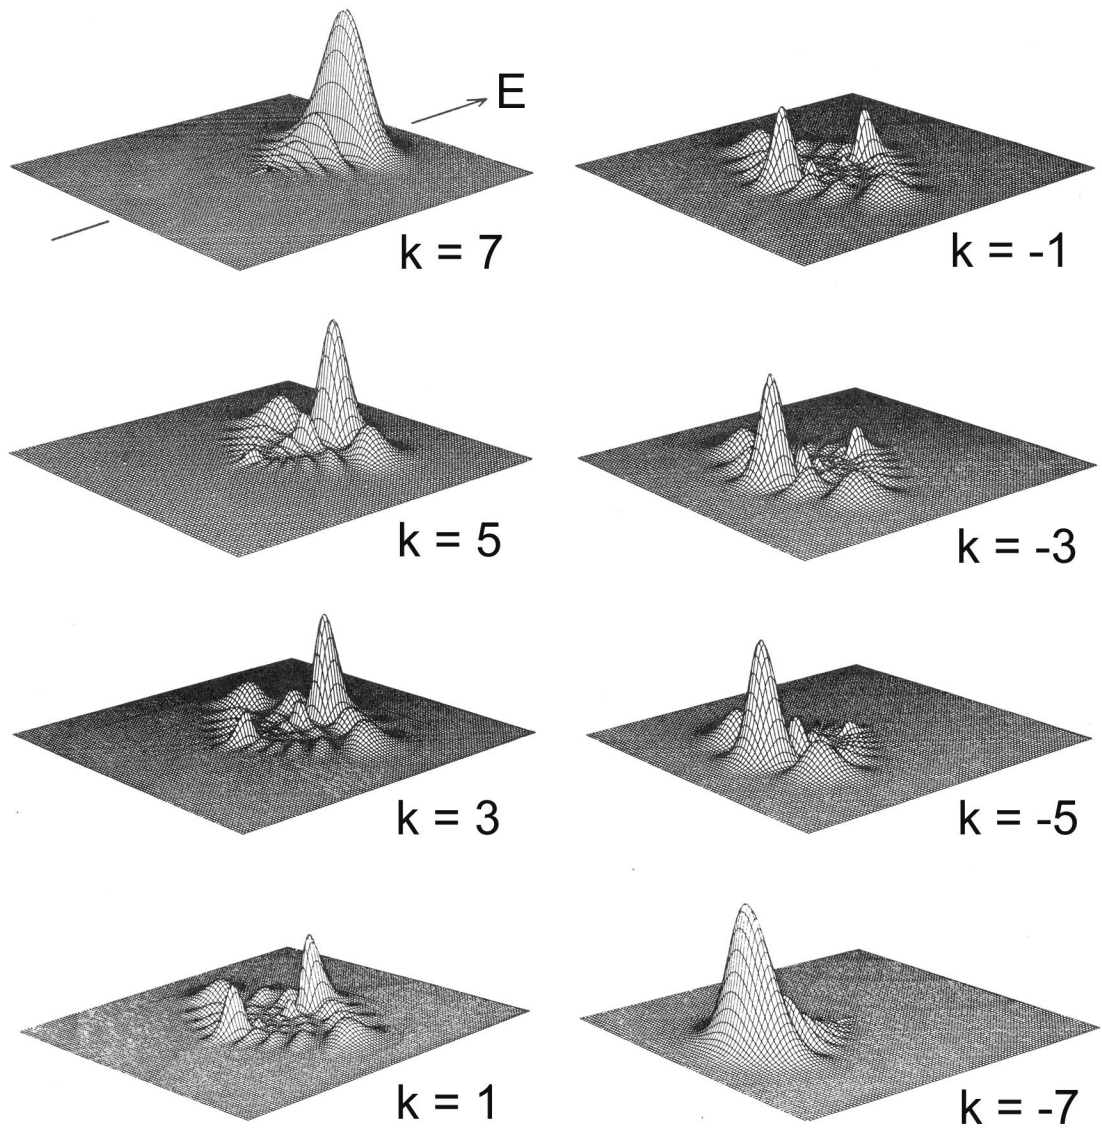 E
k = 7
k = -1
k = 5
k = -3
k = 3
k = -5
k = 1
k = -7